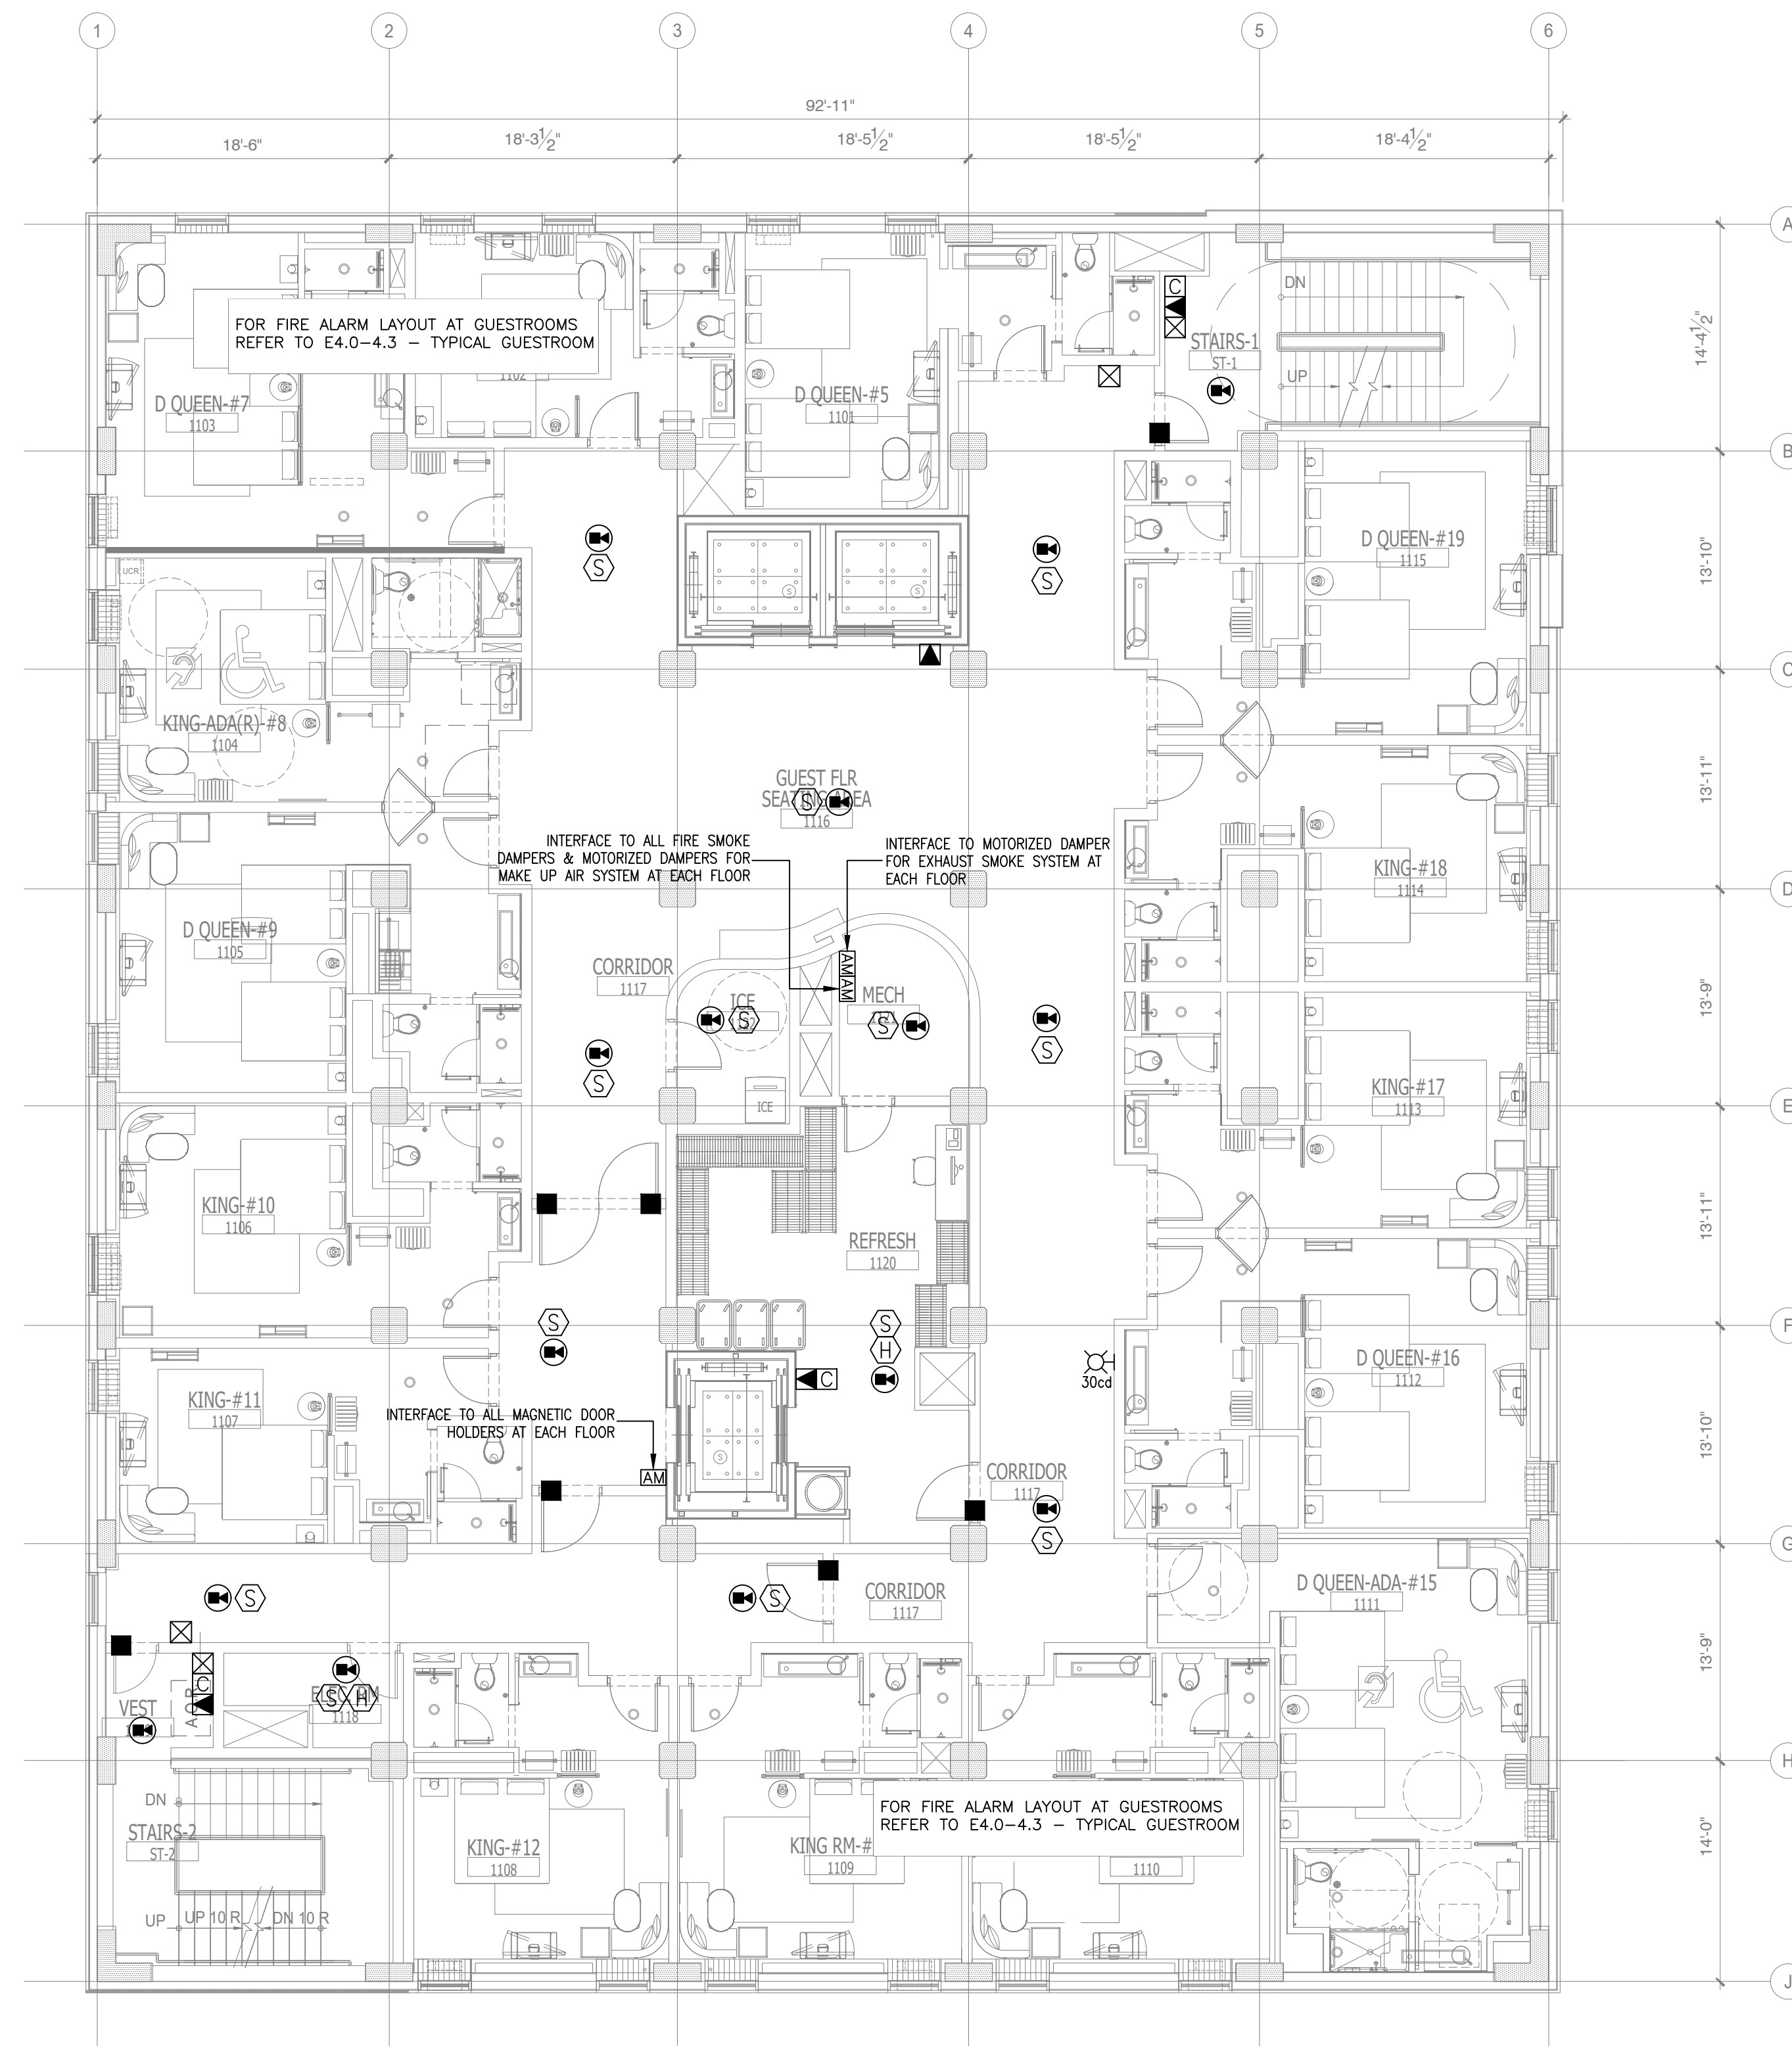 1 2 3 4 5 6
92'-11"
18'-6" 18'-3 1/2" 18'-5 1/2" 18'-5 1/2" 18'-4 1/2"
A
14'-4 1/2"
B
13'-10"
C
13'-11"
D
13'-9"
E
13'-11"
F
13'-10"
G
13'-9"
H
14'-0"
J
FOR FIRE ALARM LAYOUT AT GUESTROOMS
REFER TO E4.0-4.3 - TYPICAL GUESTROOM
1102
D QUEEN-#7
1103
D QUEEN-#5
1101
C
STAIRS-1
ST-1
DN
UP
S
S
S
S
D QUEEN-#19
1115
UCR
KING-ADA(R)-#8
1104
GUEST FLR
SEATING AREA
1116
S
INTERFACE TO ALL FIRE SMOKE
DAMPERS & MOTORIZED DAMPERS FOR
MAKE UP AIR SYSTEM AT EACH FLOOR
INTERFACE TO MOTORIZED DAMPER
FOR EXHAUST SMOKE SYSTEM AT
EACH FLOOR
KING-#18
1114
D QUEEN-#9
1105
CORRIDOR
1117
AM
AM
ICE
S
MECH
S
S
S
ICE
KING-#17
1113
KING-#10
1106
REFRESH
1120
S
S
H
C
30cd
D QUEEN-#16
1112
KING-#11
1107
INTERFACE TO ALL MAGNETIC DOOR
HOLDERS AT EACH FLOOR
AM
S
CORRIDOR
1117
S
S
S
CORRIDOR
1117
D QUEEN-ADA-#15
1111
C
VEST
S
H
1118
STAIRS-2
ST-2
DN
UP
UP 10 R
DN 10 R
KING-#12
1108
KING RM-#
1109
FOR FIRE ALARM LAYOUT AT GUESTROOMS
REFER TO E4.0-4.3 - TYPICAL GUESTROOM
1110